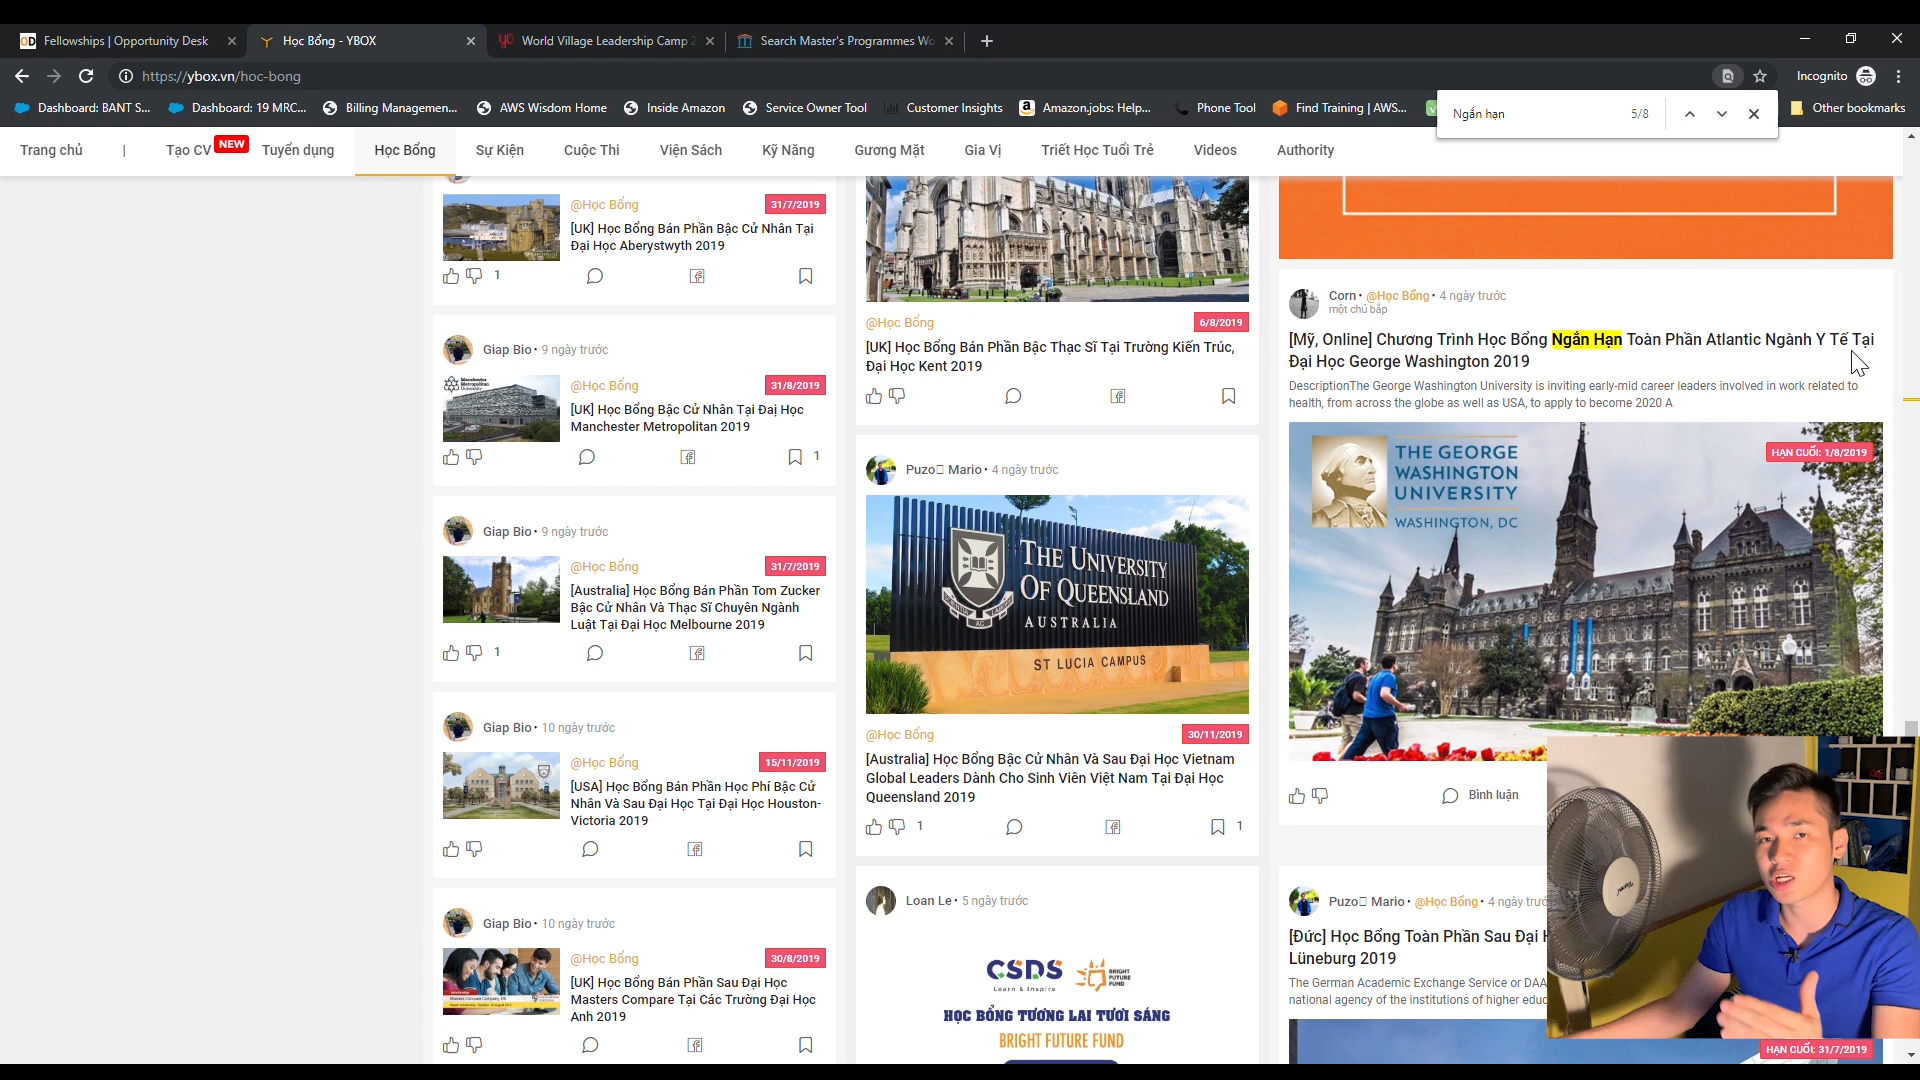 Fellowships | Opportunity Desk
Học Bổng - YBOX
World Village Leadership Camp 2
Search Master's Programmes Wo
https://ybox.vn/hoc-bong
Incognito
Dashboard: BANT S...
Dashboard: 19 MRC...
Billing Managemen...
AWS Wisdom Home
Inside Amazon
Service Owner Tool
Customer Insights
Amazon.jobs: Help...
Phone Tool
Find Training | AWS...
Other bookmarks
Ngắn hạn
5/8
Trang chủ
|
Tạo CV
NEW
Tuyển dụng
Học Bổng
Sự Kiện
Cuộc Thi
Viện Sách
Kỹ Năng
Gương Mặt
Gia Vị
Triết Học Tuổi Trẻ
Videos
Authority
@Học Bổng
31/7/2019
[UK] Học Bổng Bán Phần Bậc Cử Nhân Tại
Đại Học Aberystwyth 2019
1
Giap Bio • 9 ngày trước
Manchester
Metropolitan
University
@Học Bổng
31/8/2019
[UK] Học Bổng Bậc Cử Nhân Tại Đại Học
Manchester Metropolitan 2019
1
Giap Bio • 9 ngày trước
@Học Bổng
31/7/2019
[Australia] Học Bổng Bán Phần Tom Zucker
Bậc Cử Nhân Và Thạc Sĩ Chuyên Ngành
Luật Tại Đại Học Melbourne 2019
1
Giap Bio • 10 ngày trước
@Học Bổng
15/11/2019
[USA] Học Bổng Bán Phần Học Phí Bậc Cử
Nhân Và Sau Đại Học Tại Đại Học Houston-
Victoria 2019
Giap Bio • 10 ngày trước
@Học Bổng
30/8/2019
[UK] Học Bổng Bán Phần Sau Đại Học
Masters Compare Tại Các Trường Đại Học
Anh 2019
@Học Bổng
6/8/2019
[UK] Học Bổng Bán Phần Bậc Thạc Sĩ Tại Trường Kiến Trúc,
Đại Học Kent 2019
Puzo Mario • 4 ngày trước
THE UNIVERSITY
OF QUEENSLAND
AUSTRALIA
ST LUCIA CAMPUS
@Học Bổng
30/11/2019
[Australia] Học Bổng Bậc Cử Nhân Và Sau Đại Học Vietnam
Global Leaders Dành Cho Sinh Viên Việt Nam Tại Đại Học
Queensland 2019
1
1
Loan Le • 5 ngày trước
CSDS
Learn & Inspire
BRIGHT
FUTURE
FUND
HỌC BỔNG TƯƠNG LAI TƯƠI SÁNG
BRIGHT FUTURE FUND
Corn • @Học Bổng • 4 ngày trước
một chú bắp
[Mỹ, Online] Chương Trình Học Bổng Ngắn Hạn Toàn Phần Atlantic Ngành Y Tế Tại
Đại Học George Washington 2019
DescriptionThe George Washington University is inviting early-mid career leaders involved in work related to
health, from across the globe as well as USA, to apply to become 2020 A
THE GEORGE
WASHINGTON
UNIVERSITY
WASHINGTON, DC
HẠN CUỐI: 1/8/2019
Bình luận
Puzo Mario • @Học Bổng • 4 ngày trướ
[Đức] Học Bổng Toàn Phần Sau Đại
Lüneburg 2019
The German Academic Exchange Service or DAA
national agency of the institutions of higher educ
HẠN CUỐI: 31/7/2019